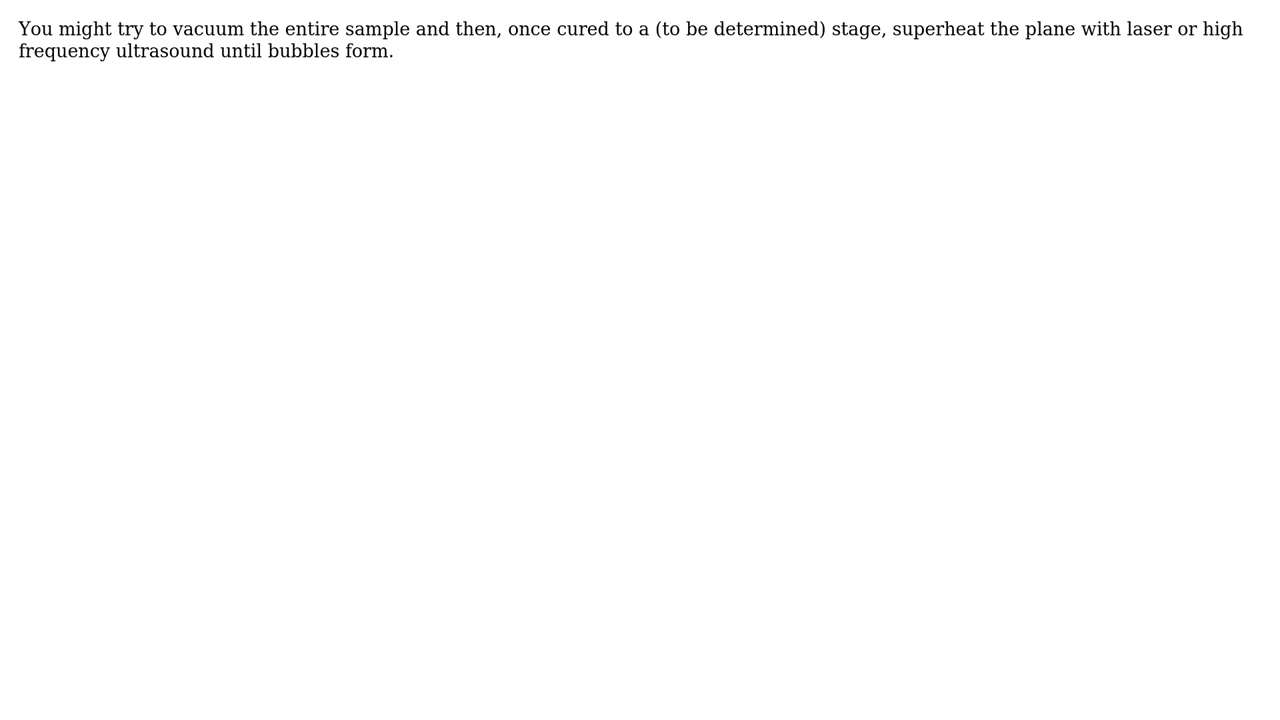 You might try to vacuum the entire sample and then, once cured to a (to be determined) stage, superheat the plane with laser or high
frequency ultrasound until bubbles form.